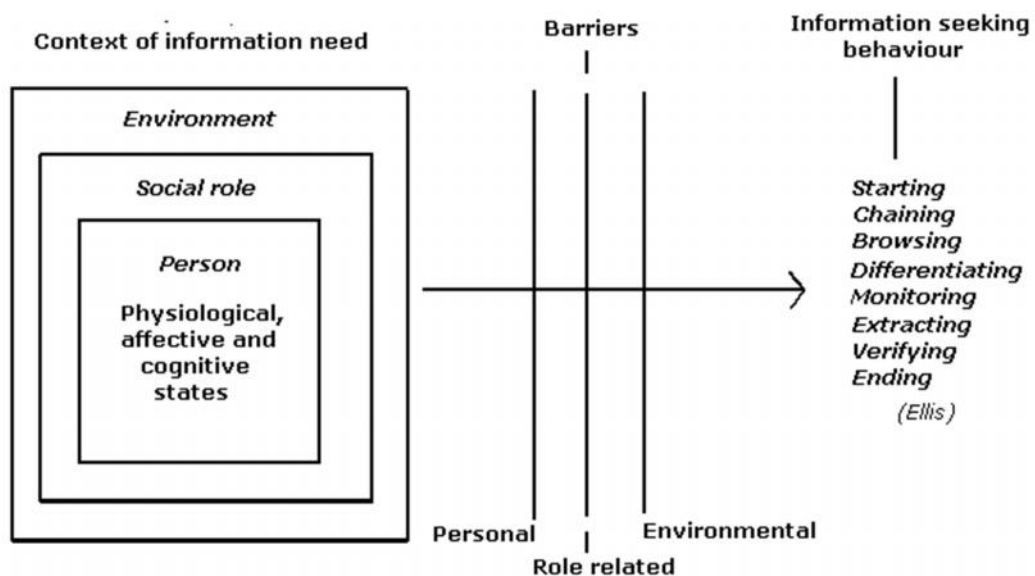 Context of information need
Environment
Social role
Person
Physiological,
affective and
cognitive
states
Barriers
Personal
Role related
Environmental
Information seeking
behaviour
Starting
Chaining
Browsing
Differentiating
Monitoring
Extracting
Verifying
Ending
(Ellis)